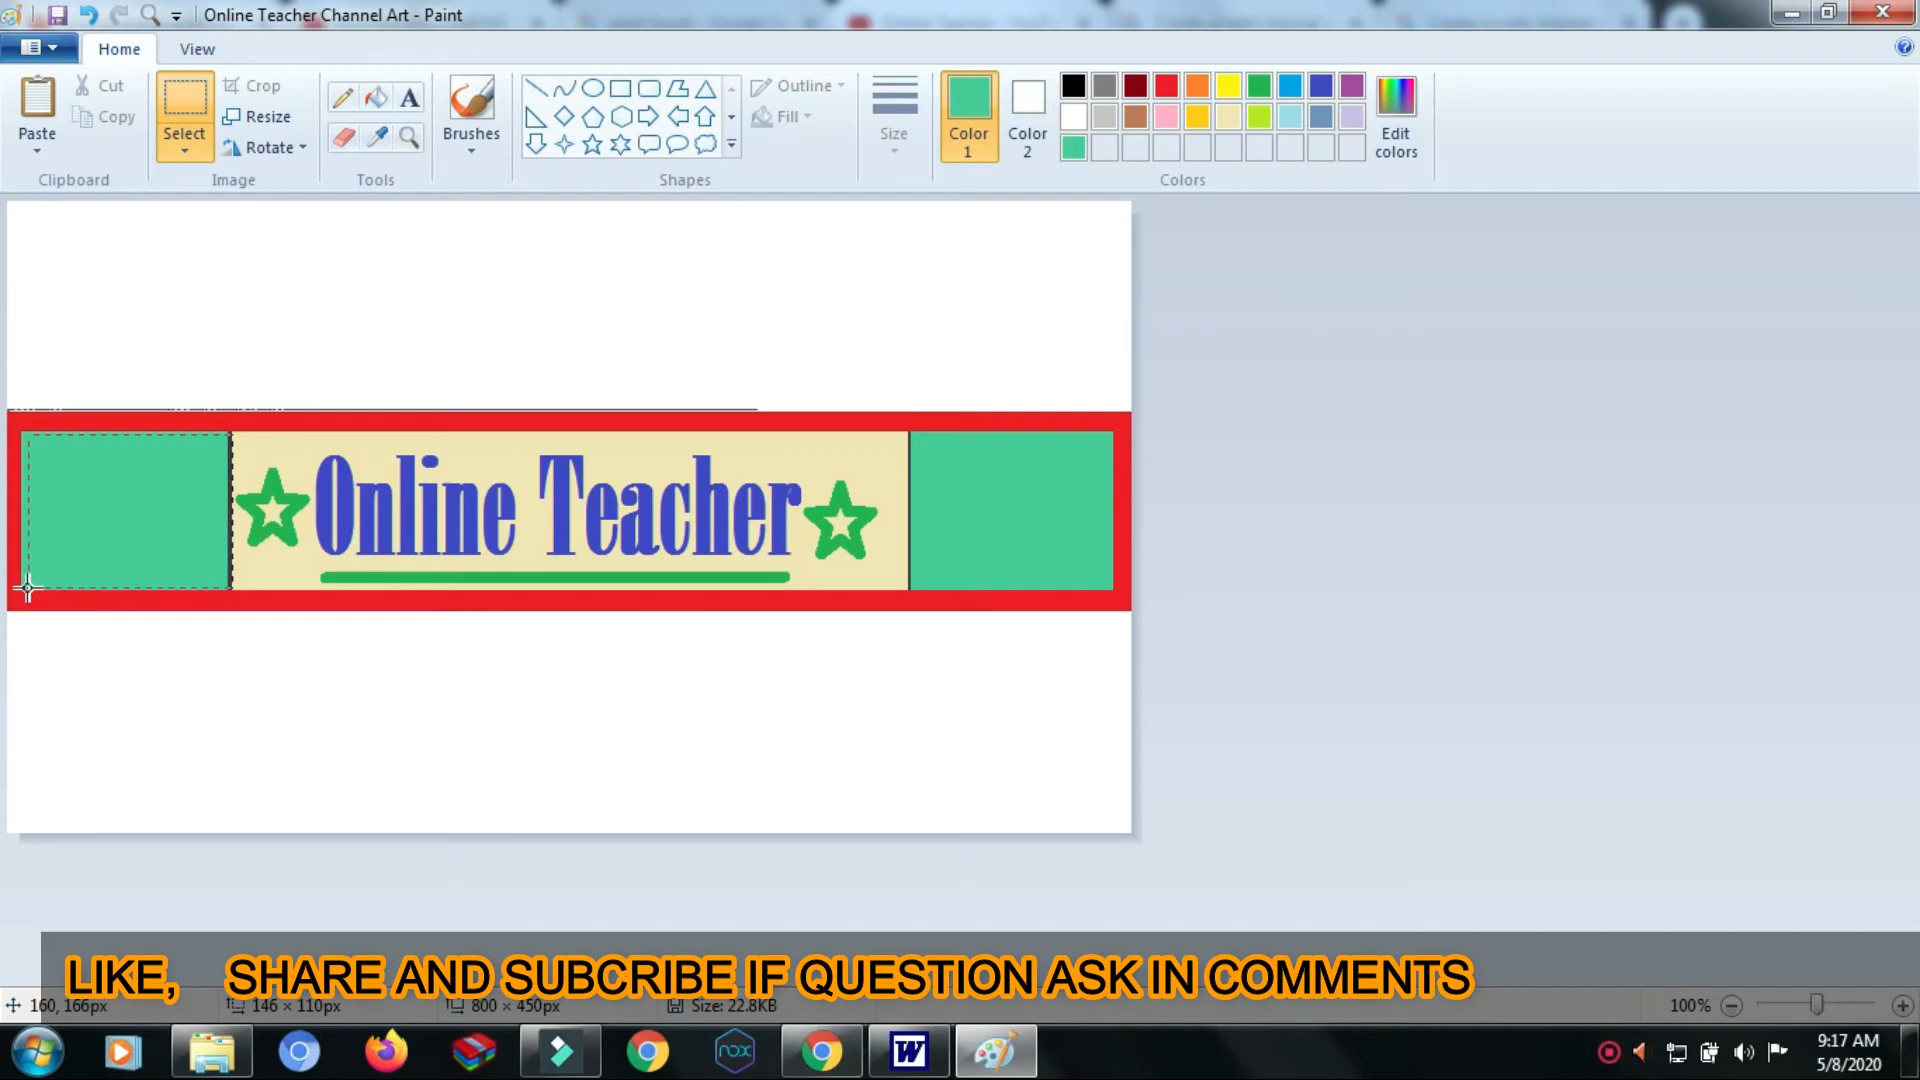 Online Teacher Channel Art - Paint
Home View
Paste
Cut
Copy
Clipboard
Select
Crop
Resize
Rotate
Image
Tools
Brushes
Shapes
Outline
Fill
Size
Color 1
Color 2
Edit colors
Colors
Online Teacher
LIKE, SHARE AND SUBCRIBE IF QUESTION ASK IN COMMENTS
160, 166px 146 × 110px 800 × 450px Size: 22.8KB 100%
nox
W
9:17 AM
5/8/2020